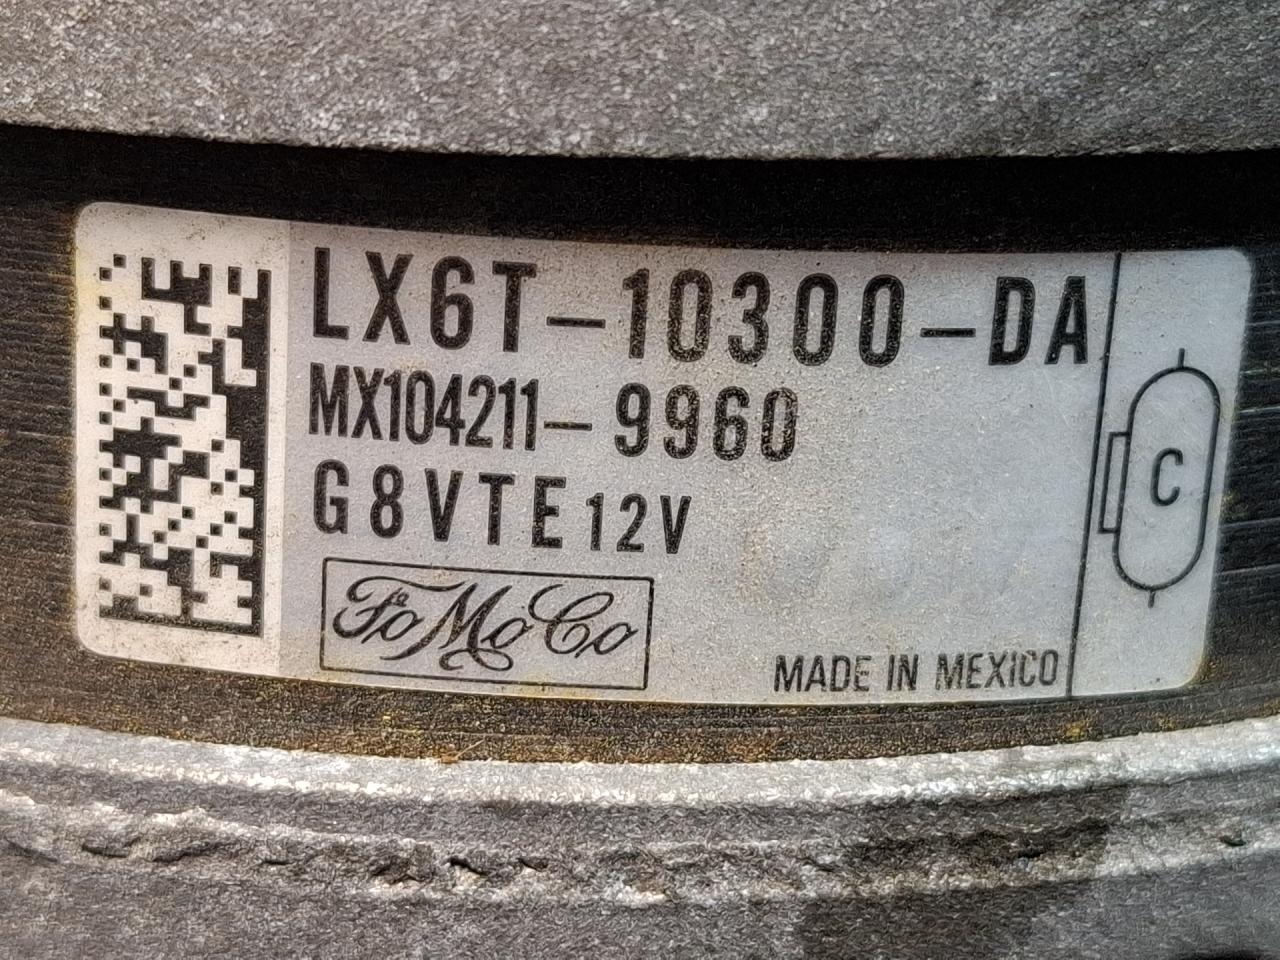 LX6T-10300-DA
MX104211-9960
G8VTE 12V
FoMoCo
MADE IN MEXICO
C